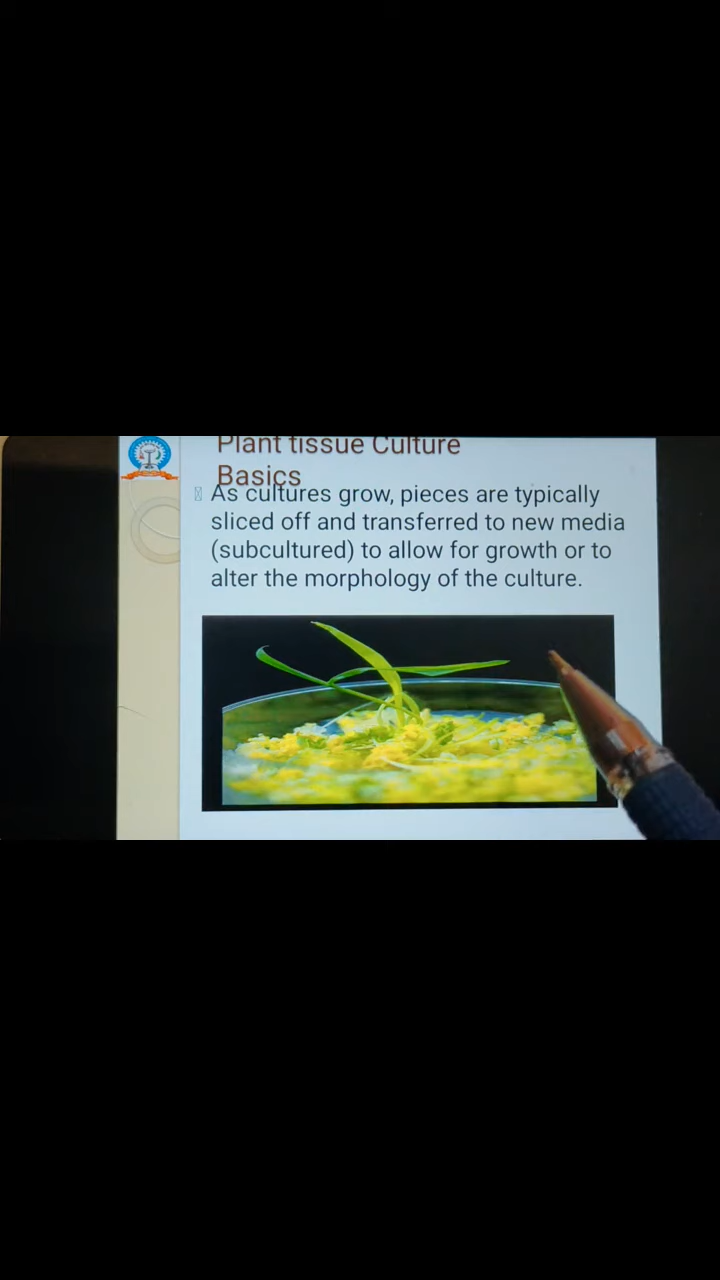 Plant tissue Culture
Basics
As cultures grow, pieces are typically
sliced off and transferred to new media
(subcultured) to allow for growth or to
alter the morphology of the culture.